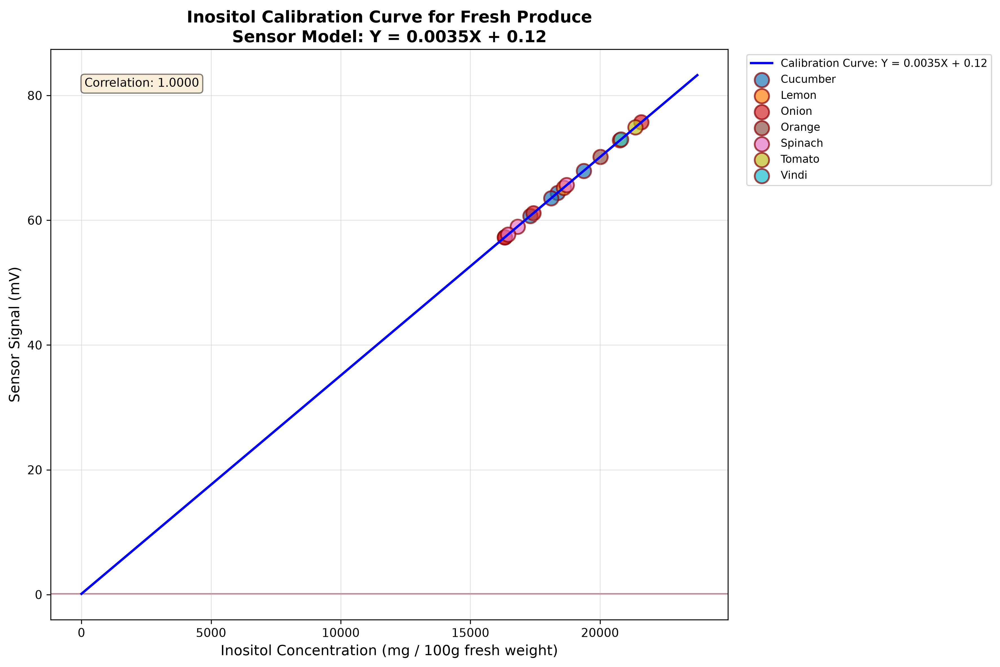 Inositol Calibration Curve for Fresh Produce
Sensor Model: Y = 0.0035X + 0.12
Correlation: 1.0000
80
60
40
20
0
Sensor Signal (mV)
0
5000
10000
15000
20000
Inositol Concentration (mg / 100g fresh weight)
Calibration Curve: Y = 0.0035X + 0.12
Cucumber
Lemon
Onion
Orange
Spinach
Tomato
Vindi